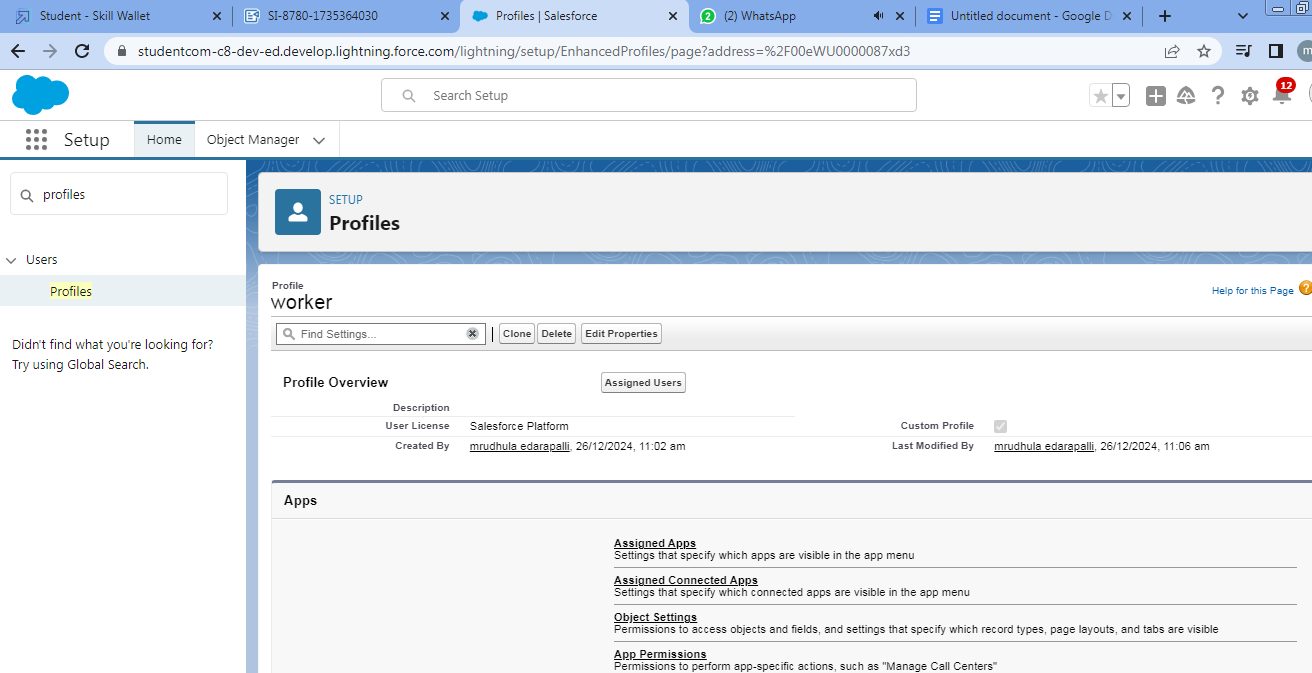 Student - Skill Wallet
SI-8780-1735364030
Profiles | Salesforce
(2) WhatsApp
Untitled document - Google D
studentcom-c8-dev-ed.develop.lightning.force.com/lightning/setup/EnhancedProfiles/page?address=%2F00eWU0000087xd3
Search Setup
12
Setup
Home
Object Manager
profiles
Users
Profiles
Didn't find what you're looking for?
Try using Global Search.
SETUP
Profiles
Profile
worker
Help for this Page
Find Settings...
Clone
Delete
Edit Properties
Profile Overview
Assigned Users
Description
User License Salesforce Platform Custom Profile
Created By mrudhula edarapalli, 26/12/2024, 11:02 am Last Modified By mrudhula edarapalli, 26/12/2024, 11:06 am
Apps
Assigned Apps
Settings that specify which apps are visible in the app menu
Assigned Connected Apps
Settings that specify which connected apps are visible in the app menu
Object Settings
Permissions to access objects and fields, and settings that specify which record types, page layouts, and tabs are visible
App Permissions
Permissions to perform app-specific actions, such as "Manage Call Centers"